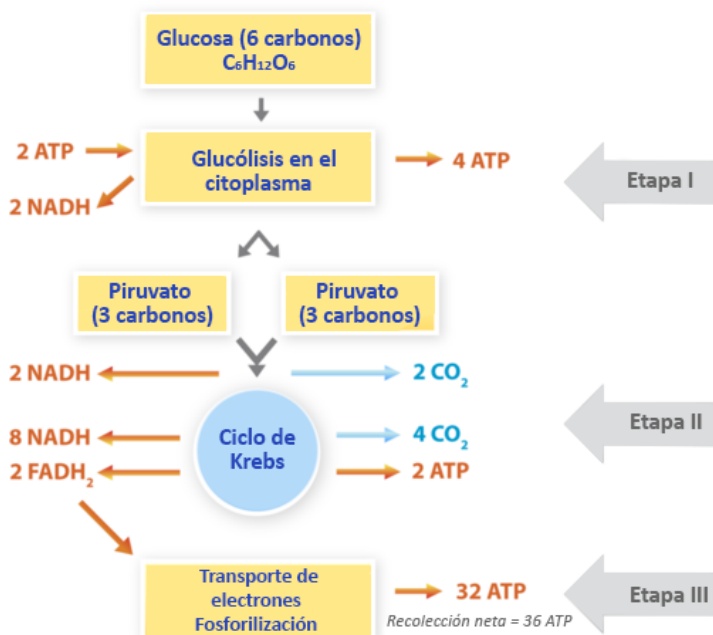 Glucosa (6 carbonos)
C₆H₁₂O₆
2 ATP
Glucólisis en el
citoplasma
4 ATP
2 NADH
Etapa I
Piruvato
(3 carbonos)
Piruvato
(3 carbonos)
2 NADH
2 CO₂
8 NADH
Ciclo de
Krebs
4 CO₂
2 FADH₂
2 ATP
Etapa II
Transporte de
electrones
Fosforilización
32 ATP
Recolección neta = 36 ATP
Etapa III